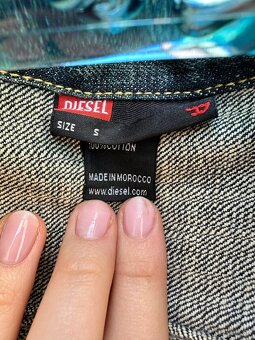 DIESEL
SIZE S
100%COTTON
MADE IN MOROCCO
www.diesel.com